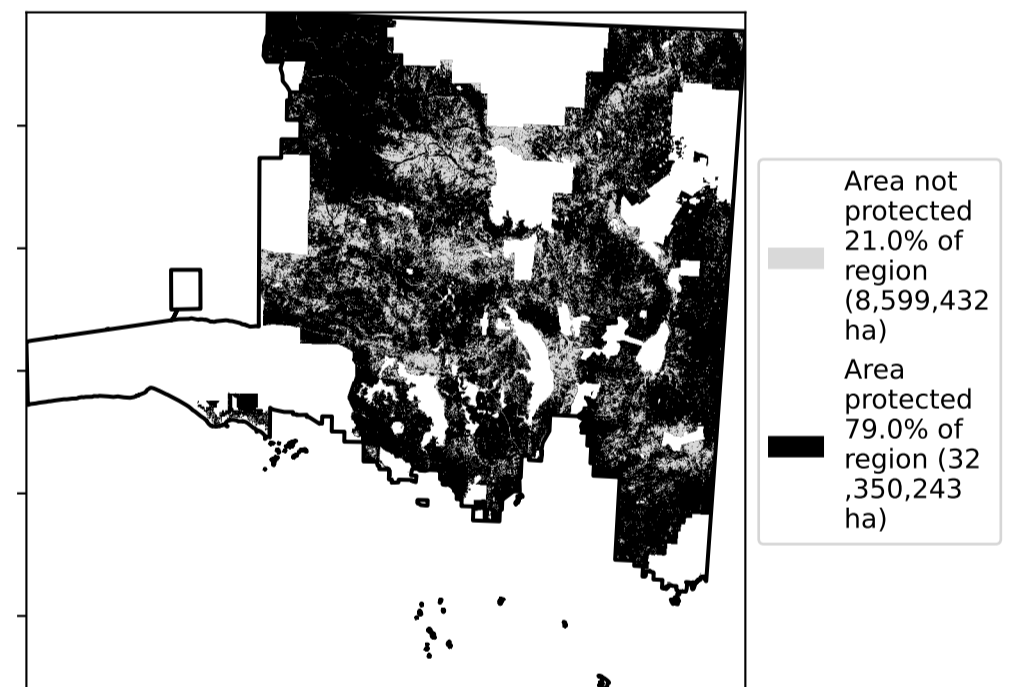 Area not
protected
21.0% of
region
(8,599,432
ha)
Area
protected
79.0% of
region (32
,350,243
ha)